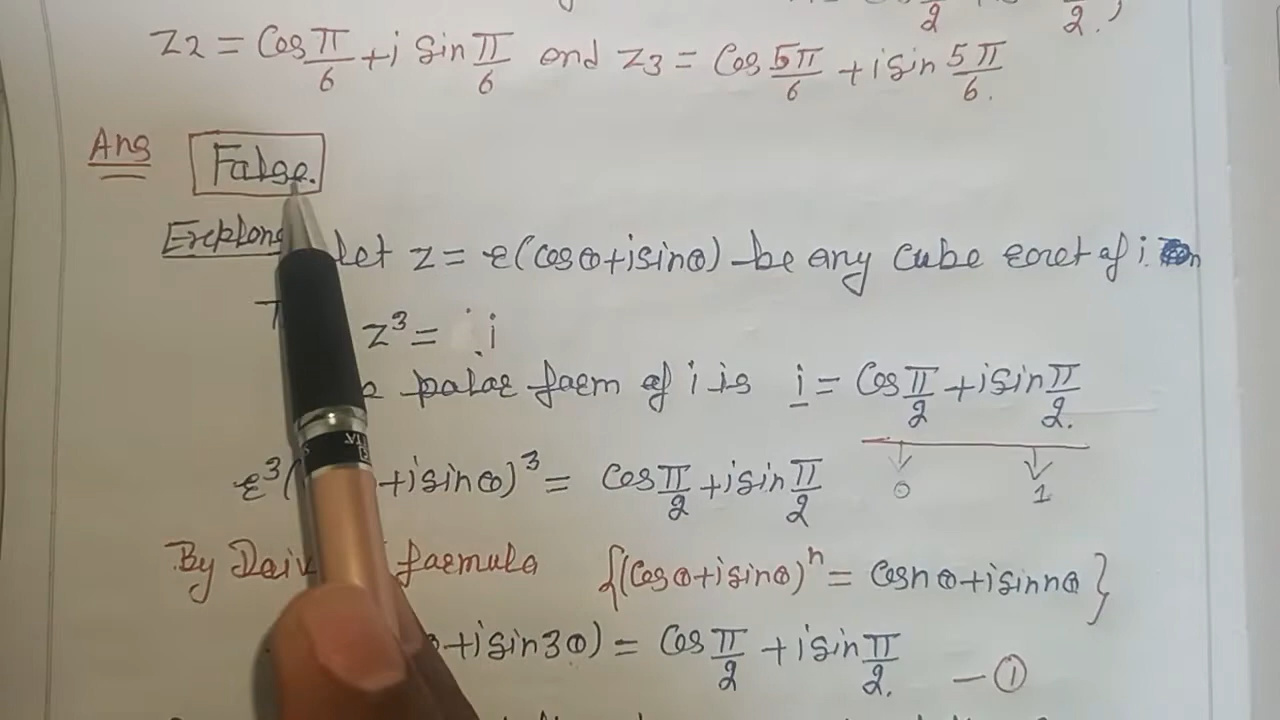 π/2 π/2.,
Z2 = Cos π/6 + i Sin π/6 and Z3 = Cos 5π/6 + i Sin 5π/6.
Ans False.
Let z = r(cosθ+isinθ) be any cube root of i
z³ = i
polar form of i is i = Cos π/2 + i Sin π/2.
r³( +isinθ)³ = Cos π/2 + i Sin π/2
0 1
By formula {(Cosθ+isinθ)ⁿ = Cosnθ+isinnθ}
+isin3θ) = Cos π/2 + i Sin π/2. — ①